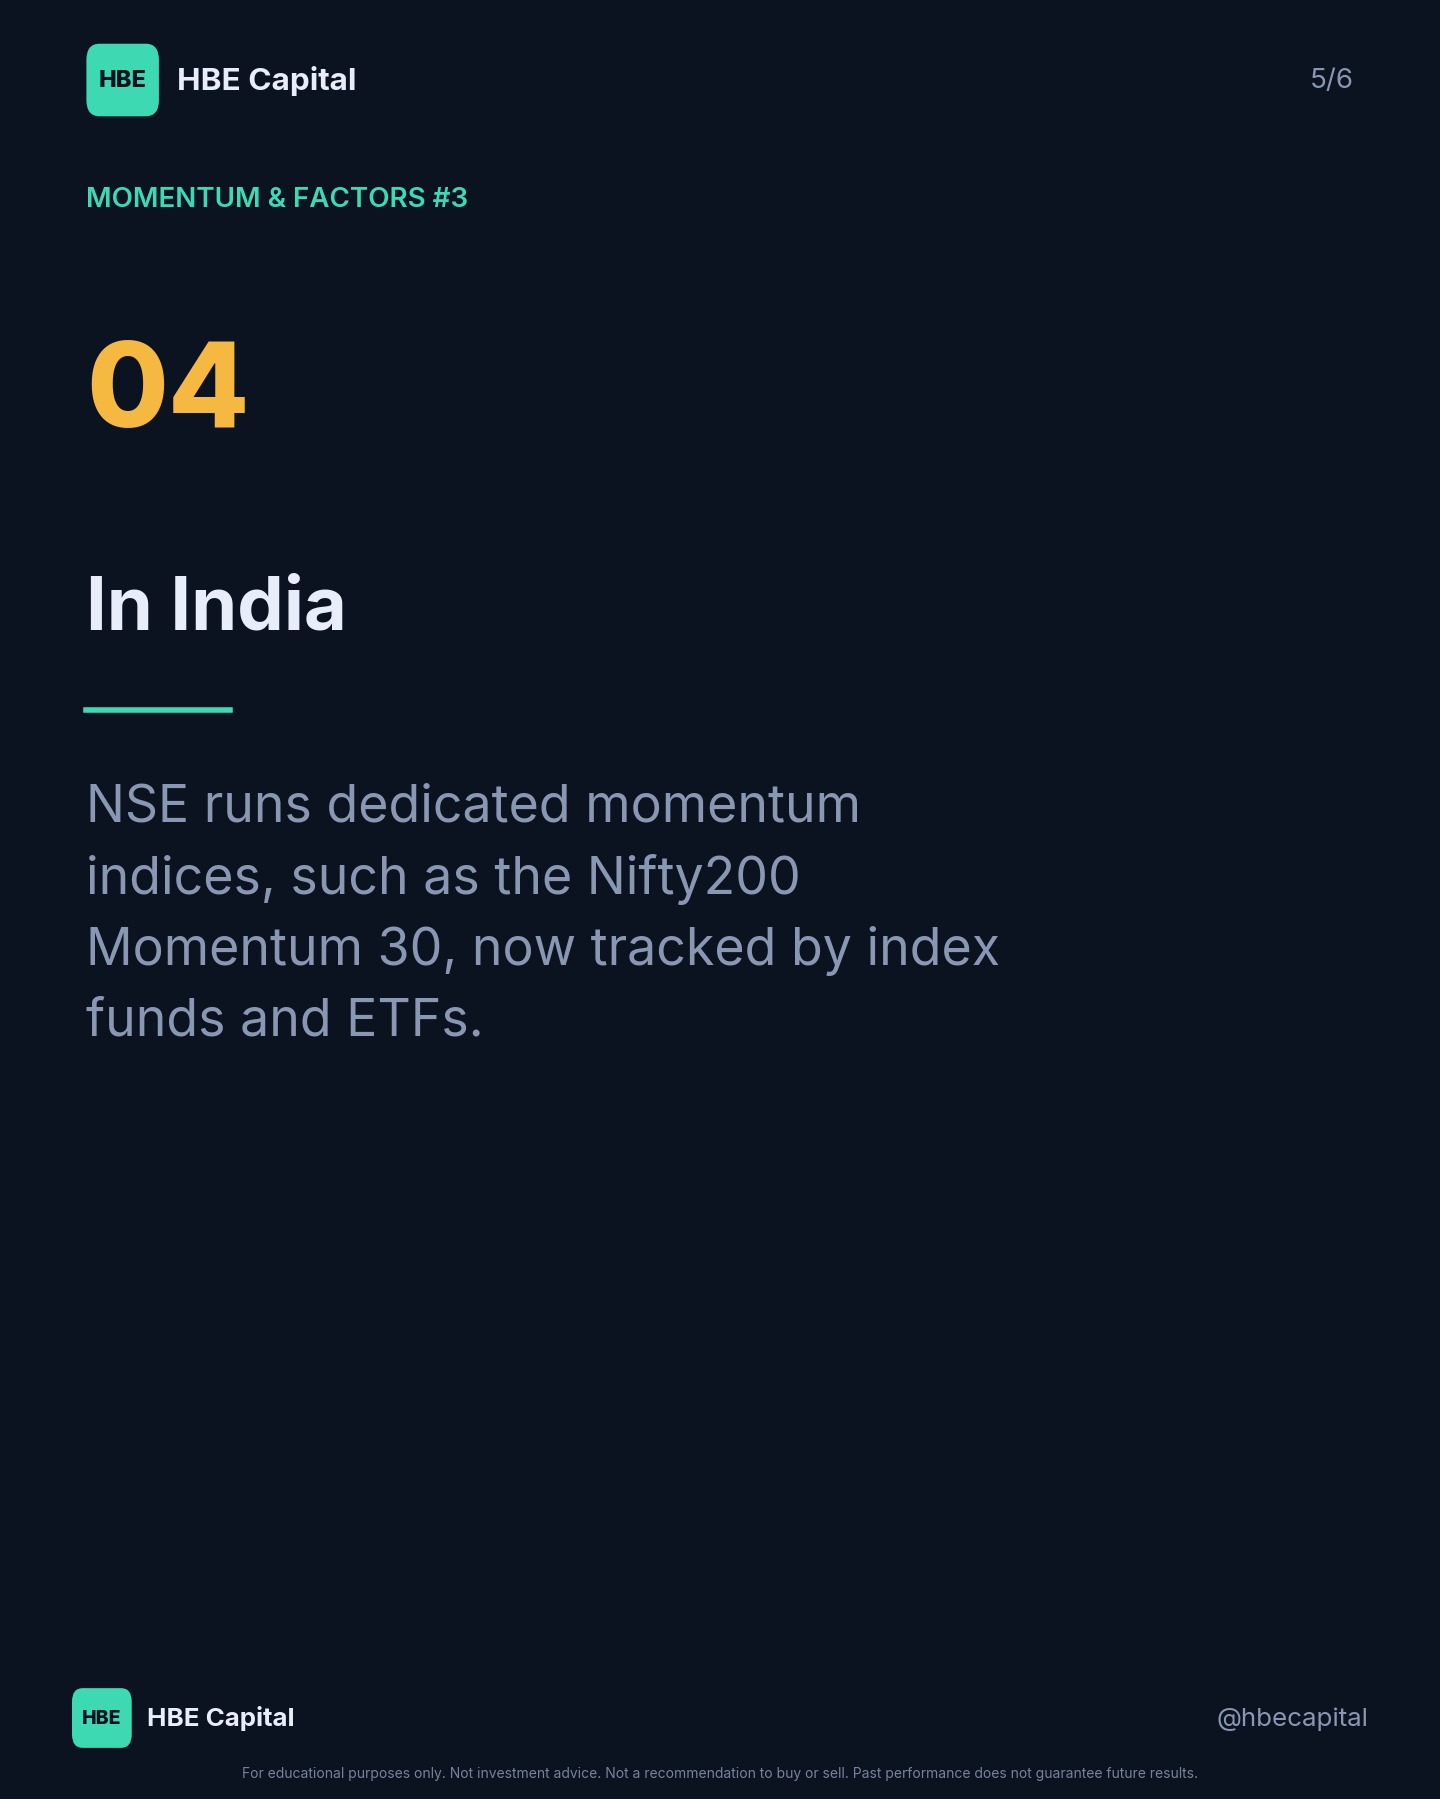 HBE
HBE Capital
5/6
MOMENTUM & FACTORS #3
04
In India
NSE runs dedicated momentum
indices, such as the Nifty200
Momentum 30, now tracked by index
funds and ETFs.
HBE
HBE Capital
@hbecapital
For educational purposes only. Not investment advice. Not a recommendation to buy or sell. Past performance does not guarantee future results.